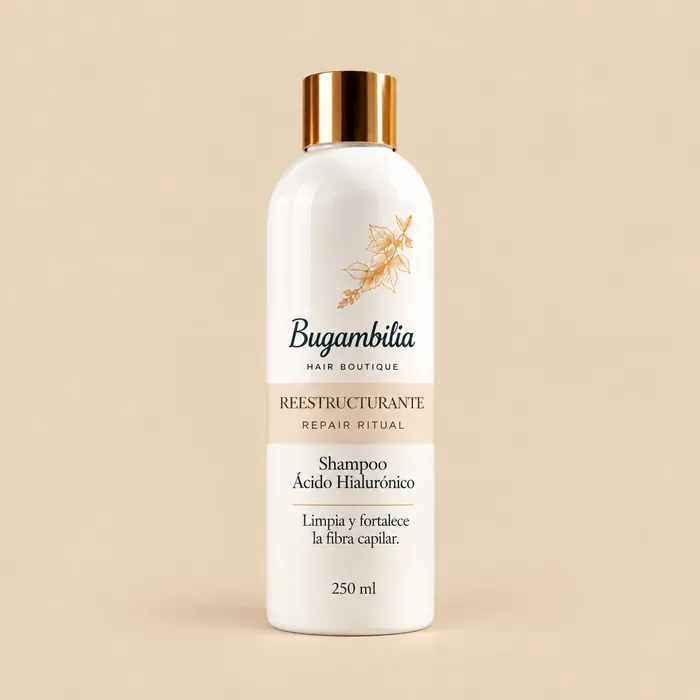 Bugambilia
HAIR BOUTIQUE
REESTRUCTURANTE
REPAIR RITUAL
Shampoo
Ácido Hialurónico
Limpia y fortalece
la fibra capilar.
250 ml